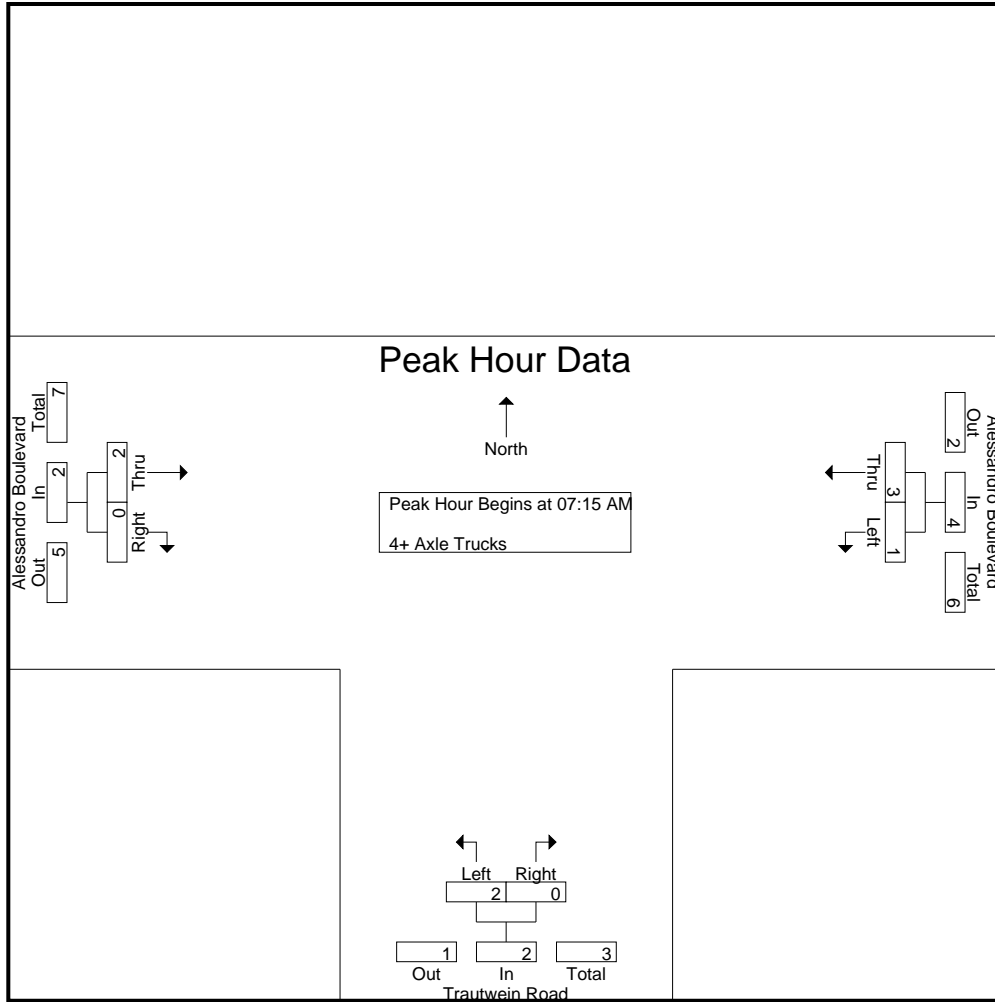 Peak Hour Data
North
Peak Hour Begins at 07:15 AM
4+ Axle Trucks
Alessandro Boulevard
Out
In
Total
5
2
7
Right
Thru
0
2
Alessandro Boulevard
Out
In
Total
2
4
6
Thru
Left
3
1
Left
Right
2
0
1
2
3
Out
In
Total
Trautwein Road